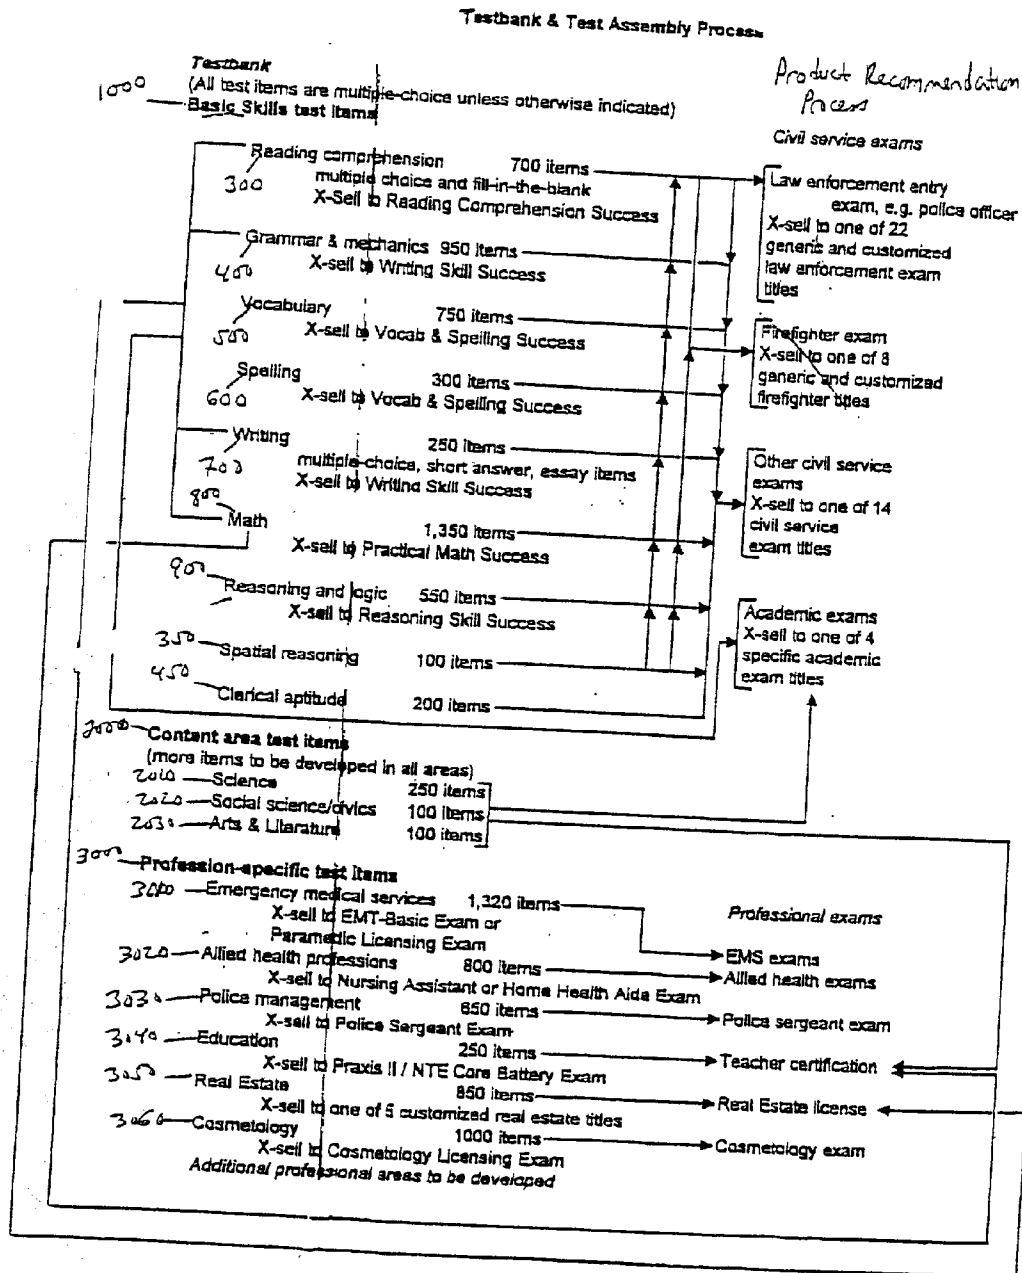 Testbank & Test Assembly Process
Product Recommendation
Process
Testbank
(All test items are multiple-choice unless otherwise indicated)
1000
Basic Skills test items
Civil service exams
Reading comprehension 700 items
300
multiple choice and fill-in-the-blank
X-Sell to Reading Comprehension Success
Law enforcement entry
exam, e.g. police officer
X-sell to one of 22
generic and customized
law enforcement exam
titles
Grammar & mechanics 950 items
400
X-sell to Writing Skill Success
Vocabulary 750 items
500
X-sell to Vocab & Spelling Success
Firefighter exam
X-sell to one of 8
generic and customized
firefighter titles
Spelling 300 items
600
X-sell to Vocab & Spelling Success
Writing 250 items
700
multiple-choice, short answer, essay items
X-sell to Writing Skill Success
Other civil service
exams
X-sell to one of 14
civil service
exam titles
800
Math 1,350 items
X-sell to Practical Math Success
900
Reasoning and logic 550 items
X-sell to Reasoning Skill Success
Academic exams
X-sell to one of 4
specific academic
exam titles
350
Spatial reasoning 100 items
450
Clerical aptitude 200 items
2000
Content area test items
(more items to be developed in all areas)
2010 Science 250 items
2020 Social science/civics 100 items
2030 Arts & Literature 100 items
3000
Profession-specific test items
Emergency medical services 1,320 items
X-sell to EMT-Basic Exam or
Paramedic Licensing Exam
Professional exams
EMS exams
3020 Allied health professions 800 items
Allied health exams
X-sell to Nursing Assistant or Home Health Aide Exam
3030 Police management 650 items
Police sergeant exam
X-sell to Police Sergeant Exam
3040 Education 250 items
Teacher certification
X-sell to Praxis II / NTE Core Battery Exam
3050 Real Estate 850 items
Real Estate license
X-sell to one of 5 customized real estate titles
3060 Cosmetology 1000 items
Cosmetology exam
X-sell to Cosmetology Licensing Exam
Additional professional areas to be developed